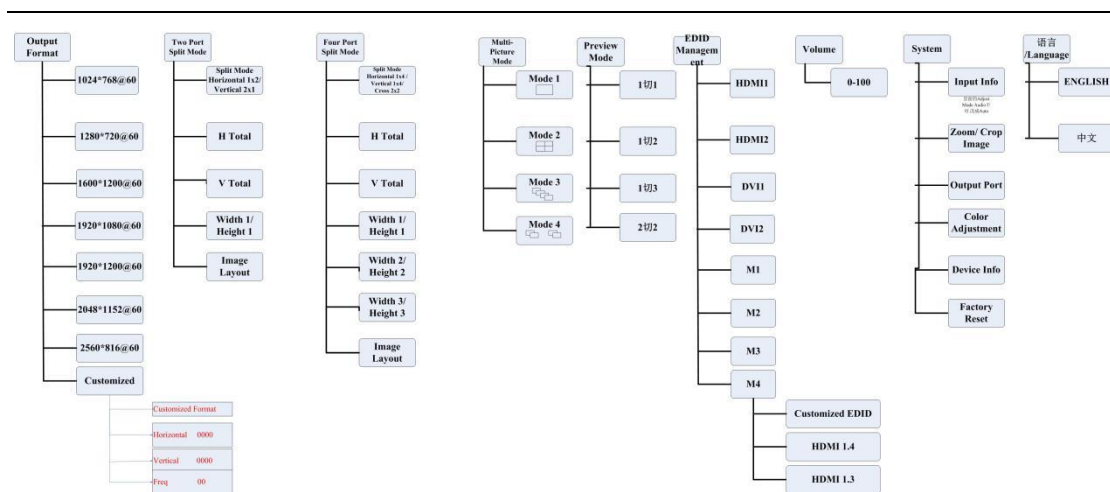 Output
Format
1024*768@60
1280*720@60
1600*1200@60
1920*1080@60
1920*1200@60
2048*1152@60
2560*816@60
Customized
Customized Format
Horizontal 0000
Vertical 0000
Freq 00
Two Port
Split Mode
Split Mode
Horizontal 1x2/
Vertical 2x1
H Total
V Total
Width 1/
Height 1
Image
Layout
Four Port
Split Mode
Split Mode
Horizontal 1x4 /
Vertical 1x4/
Cross 2x2
H Total
V Total
Width 1/
Height 1
Width 2/
Height 2
Width 3/
Height 3
Image
Layout
Multi-
Picture
Mode
Mode 1
Mode 2
Mode 3
Mode 4
Preview
Mode
1切1
1切2
1切3
2切2
EDID
Managem
ent
HDMI1
HDMI2
DVI1
DVI2
M1
M2
M3
M4
Customized EDID
HDMI 1.4
HDMI 1.3
Volume
0-100
System
Input Info
Zoom/ Crop
Image
Output Port
Color
Adjustment
Device Info
Factory
Reset
语言
/Language
ENGLISH
中文